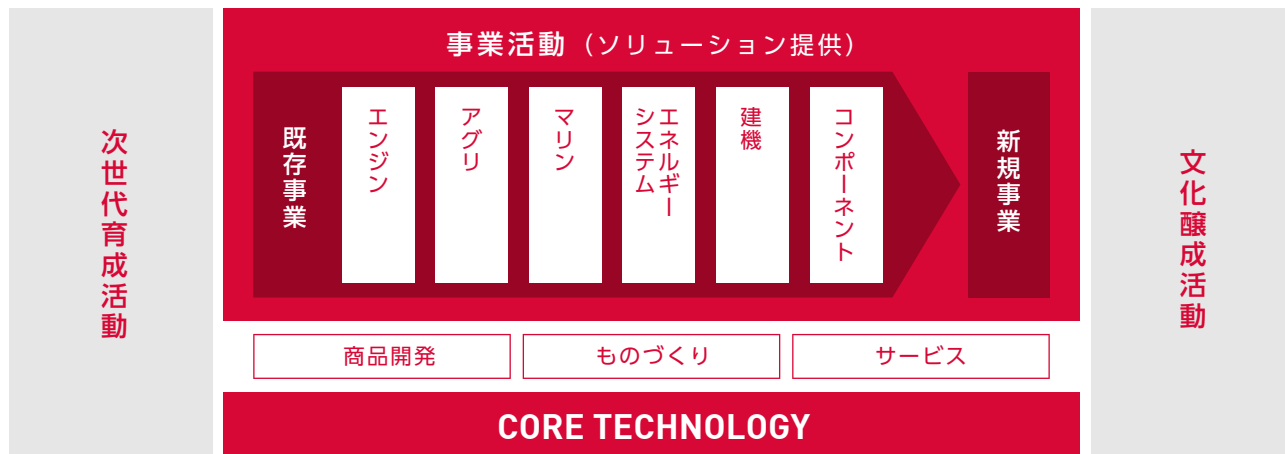 次世代育成活動
事業活動（ソリューション提供）
既存事業
エンジン
アグリ
マリン
エネルギー
システム
建機
コンポーネント
新規事業
商品開発
ものづくり
サービス
CORE TECHNOLOGY
文化醸成活動